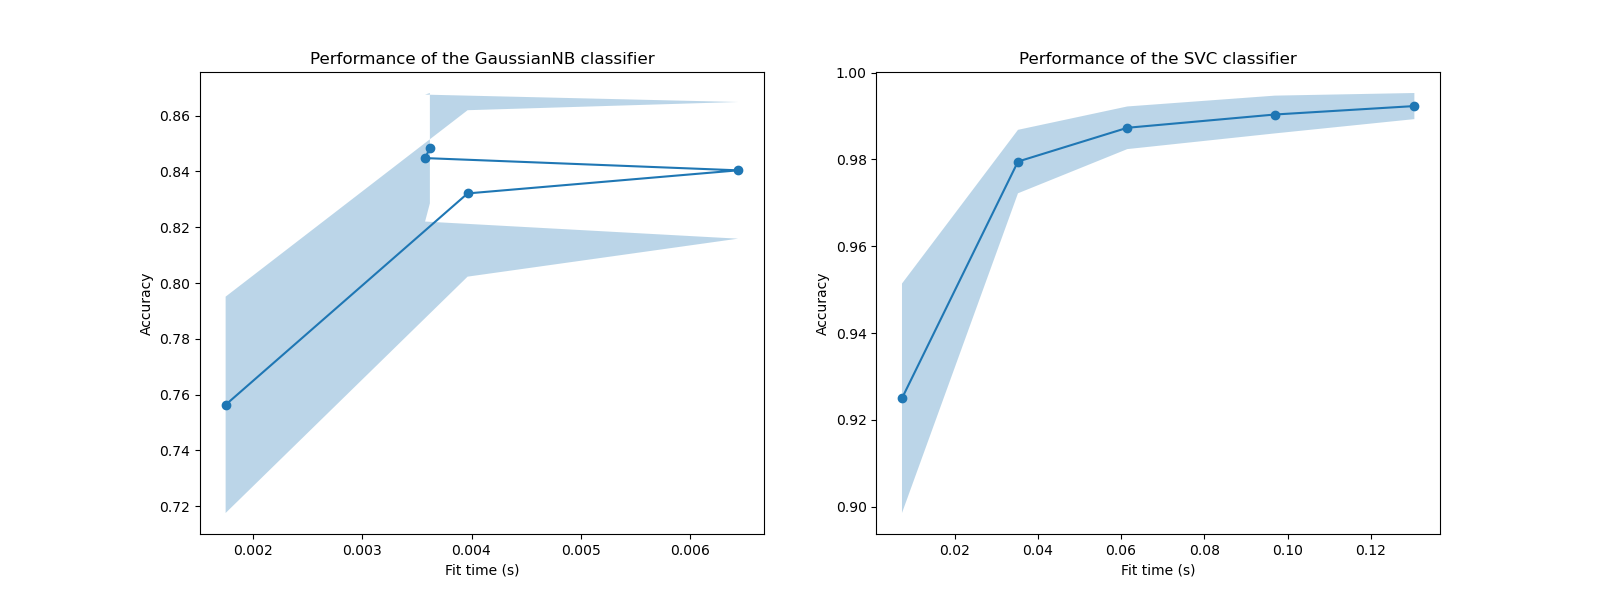 Performance of the GaussianNB classifier
Accuracy
0.86
0.84
0.82
0.80
0.78
0.76
0.74
0.72
0.002 0.003 0.004 0.005 0.006
Fit time (s)
Performance of the SVC classifier
Accuracy
1.00
0.98
0.96
0.94
0.92
0.90
0.02 0.04 0.06 0.08 0.10 0.12
Fit time (s)